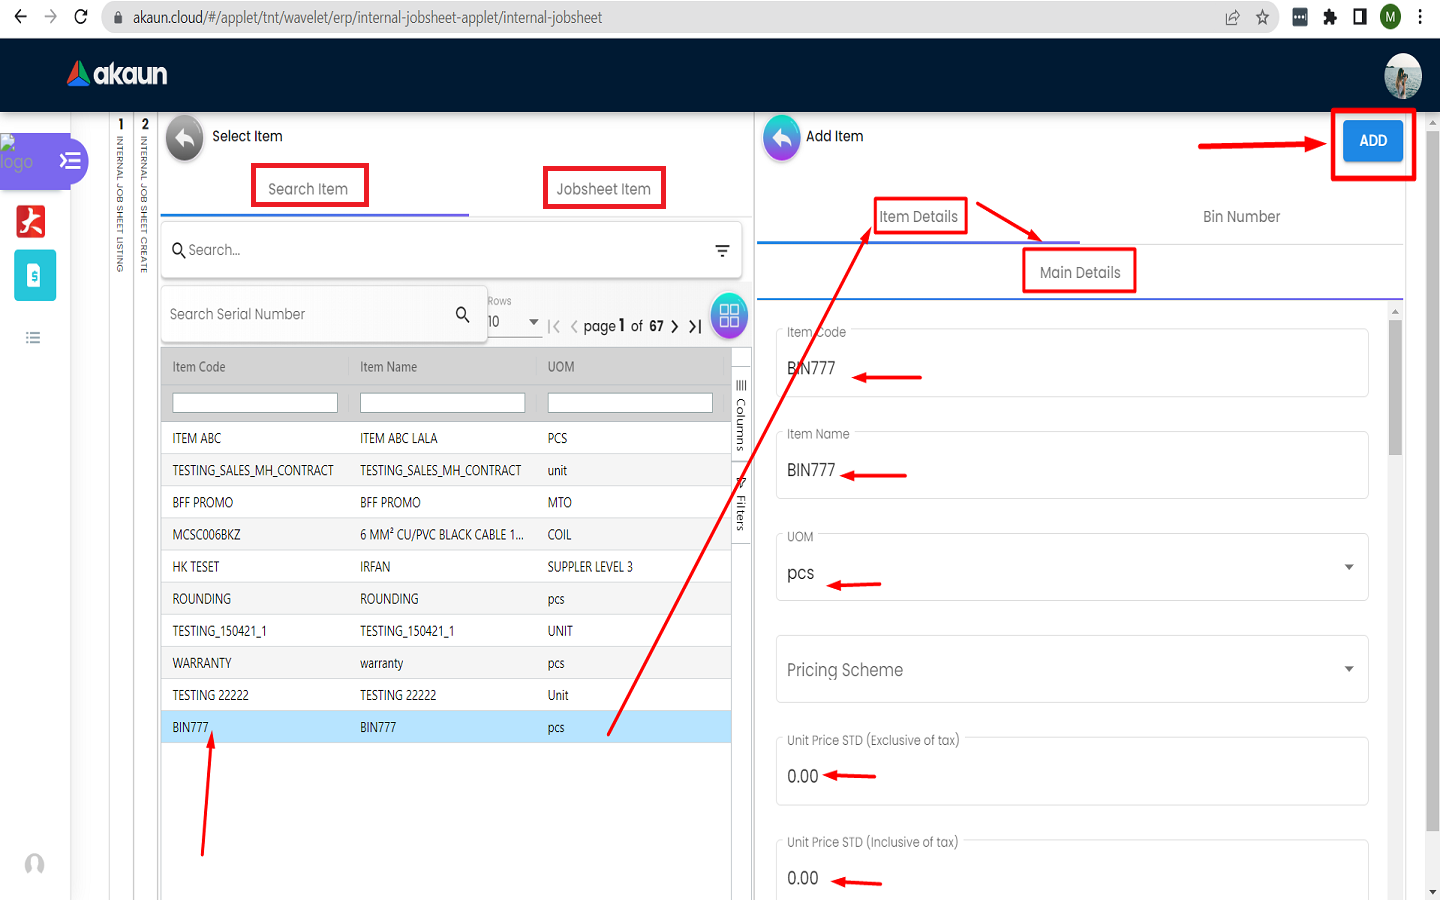 akaun.cloud/#/applet/tnt/wavelet/erp/internal-jobsheet-applet/internal-jobsheet
M
akaun
logo
1 INTERNAL JOB SHEET LISTING
2 INTERNAL JOB SHEET CREATE
Select Item
Search Item
Jobsheet Item
Search...
Search Serial Number
Rows
10
page 1 of 67
Item Code Item Name UOM
ITEM ABC ITEM ABC LALA PCS
TESTING_SALES_MH_CONTRACT TESTING_SALES_MH_CONTRACT unit
BFF PROMO BFF PROMO MTO
MCSC006BKZ 6 MM² CU/PVC BLACK CABLE 1... COIL
HK TESET IRFAN SUPPLER LEVEL 3
ROUNDING ROUNDING pcs
TESTING_150421_1 TESTING_150421_1 UNIT
WARRANTY warranty pcs
TESTING 22222 TESTING 22222 Unit
BIN777 BIN777 pcs
Columns
Filters
Add Item
ADD
Item Details
Bin Number
Main Details
Item Code
BIN777
Item Name
BIN777
UOM
pcs
Pricing Scheme
Unit Price STD (Exclusive of tax)
0.00
Unit Price STD (Inclusive of tax)
0.00